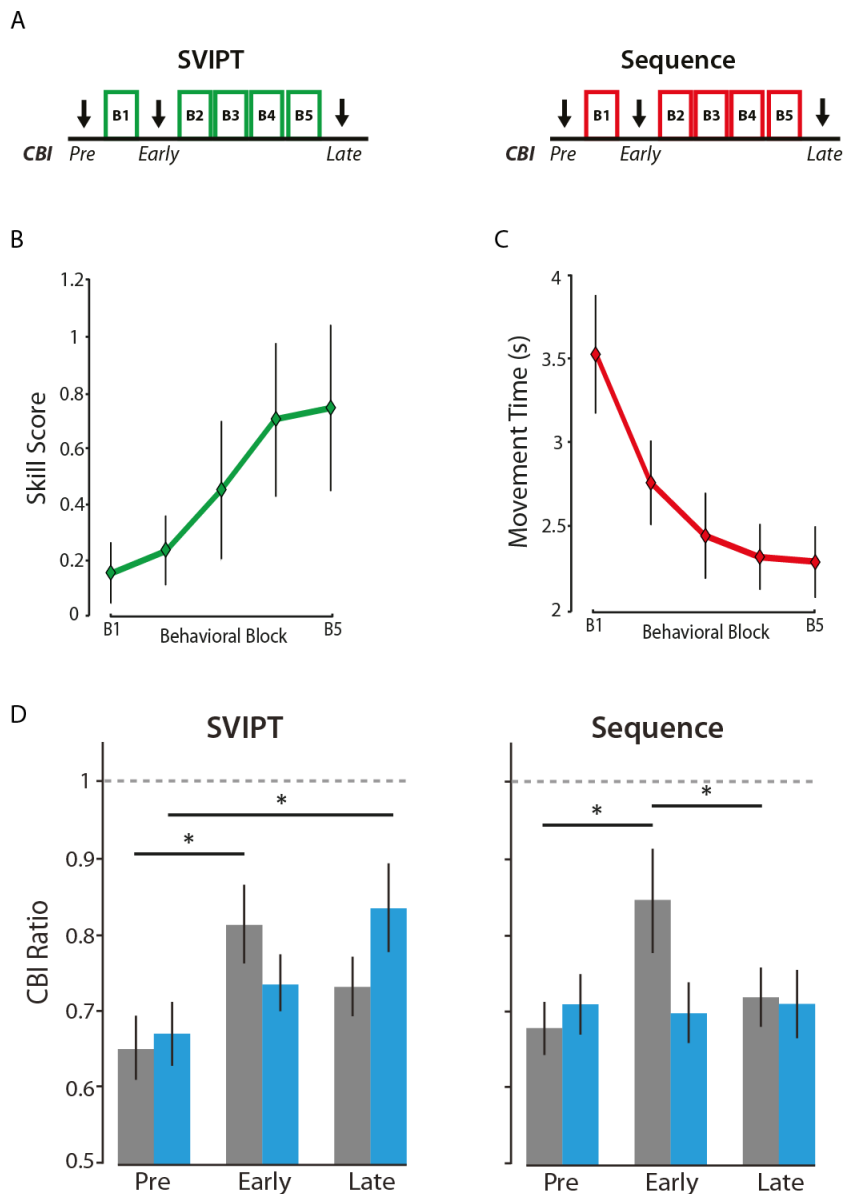 A
SVIPT
Sequence
B1 B2 B3 B4 B5
B1 B2 B3 B4 B5
CBI Pre Early Late
CBI Pre Early Late
B
C
1.2
1
0.8
0.6
0.4
0.2
0
Skill Score
B1 Behavioral Block B5
4
3.5
3
2.5
2
Movement Time (s)
B1 Behavioral Block B5
D
SVIPT
Sequence
1
0.9
0.8
0.7
0.6
0.5
CBI Ratio
* *
* *
Pre Early Late
Pre Early Late